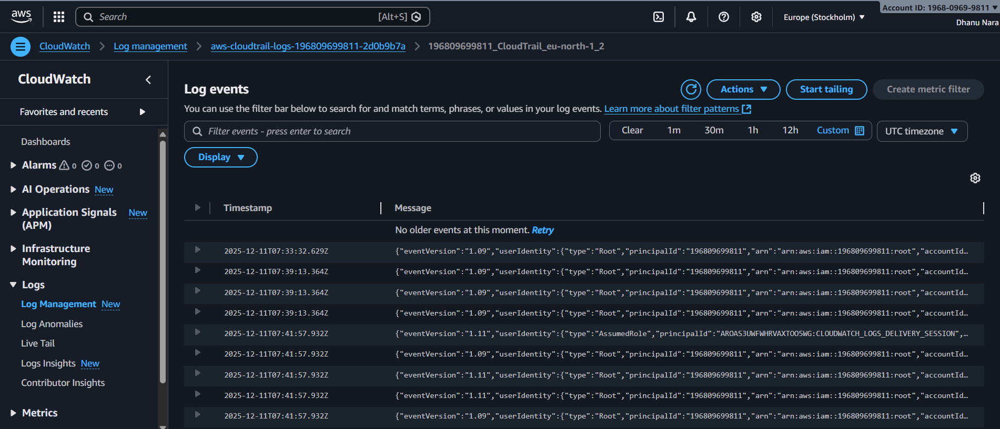 aws
Search [Alt+S]
Europe (Stockholm)
Account ID: 1968-0969-9811
Dhanu Nara
CloudWatch
Log management
aws-cloudtrail-logs-196809699811-2d0b9b7a
196809699811_CloudTrail_eu-north-1_2
CloudWatch
Favorites and recents
Dashboards
Alarms 0 0 0
AI Operations New
Application Signals New
(APM)
Infrastructure
Monitoring
Logs
Log Management New
Log Anomalies
Live Tail
Logs Insights New
Contributor Insights
Metrics
Log events
Actions
Start tailing
Create metric filter
You can use the filter bar below to search for and match terms, phrases, or values in your log events. Learn more about filter patterns
Filter events - press enter to search
Clear 1m 30m 1h 12h Custom
UTC timezone
Display
Timestamp Message
No older events at this moment. Retry
2025-12-11T07:33:32.629Z {"eventVersion":"1.09","userIdentity":{"type":"Root","principalId":"196809699811","arn":"arn:aws:iam::196809699811:root","accountId…
2025-12-11T07:39:13.364Z {"eventVersion":"1.09","userIdentity":{"type":"Root","principalId":"196809699811","arn":"arn:aws:iam::196809699811:root","accountId…
2025-12-11T07:39:13.364Z {"eventVersion":"1.09","userIdentity":{"type":"Root","principalId":"196809699811","arn":"arn:aws:iam::196809699811:root","accountId…
2025-12-11T07:39:13.364Z {"eventVersion":"1.09","userIdentity":{"type":"Root","principalId":"196809699811","arn":"arn:aws:iam::196809699811:root","accountId…
2025-12-11T07:41:57.932Z {"eventVersion":"1.11","userIdentity":{"type":"AssumedRole","principalId":"AROAS3UWFWHRVAXTOO5WG:CLOUDWATCH_LOGS_DELIVERY_SESSION",…
2025-12-11T07:41:57.932Z {"eventVersion":"1.09","userIdentity":{"type":"Root","principalId":"196809699811","arn":"arn:aws:iam::196809699811:root","accountId…
2025-12-11T07:41:57.932Z {"eventVersion":"1.11","userIdentity":{"type":"Root","principalId":"196809699811","arn":"arn:aws:iam::196809699811:root","accountId…
2025-12-11T07:41:57.932Z {"eventVersion":"1.11","userIdentity":{"type":"Root","principalId":"196809699811","arn":"arn:aws:iam::196809699811:root","accountId…
2025-12-11T07:41:57.932Z {"eventVersion":"1.09","userIdentity":{"type":"Root","principalId":"196809699811","arn":"arn:aws:iam::196809699811:root","accountId…